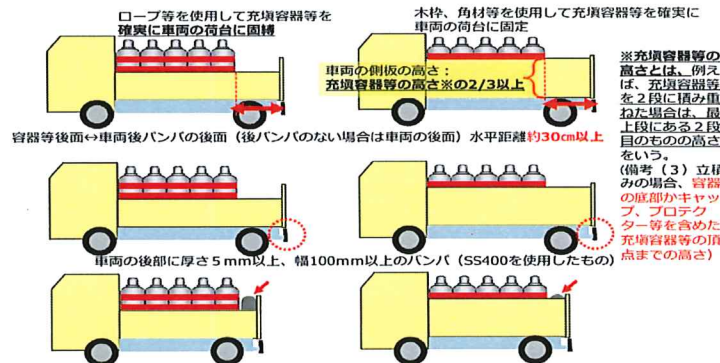 ロープ等を使用して充塡容器等を
確実に車両の荷台に固縛
木枠、角材等を使用して充塡容器等を確実に
車両の荷台に固定
車両の側板の高さ：
充塡容器等の高さ※の2/3以上
※充塡容器等の
高さとは、例え
ば、充塡容器等
を2段に積み重
ねた場合は、最
上段にある2段
目のものの高さ
をいう。
(備考（3）立積
みの場合、容器
の底部かキャッ
プ、プロテク
ター等を含めた
充塡容器等の頂
点までの高さ）
容器等後面↔車両後バンパの後面（後バンパのない場合は車両の後面）水平距離約30cm以上
車両の後部に厚さ5mm以上、幅100mm以上のバンパ（SS400を使用したもの）